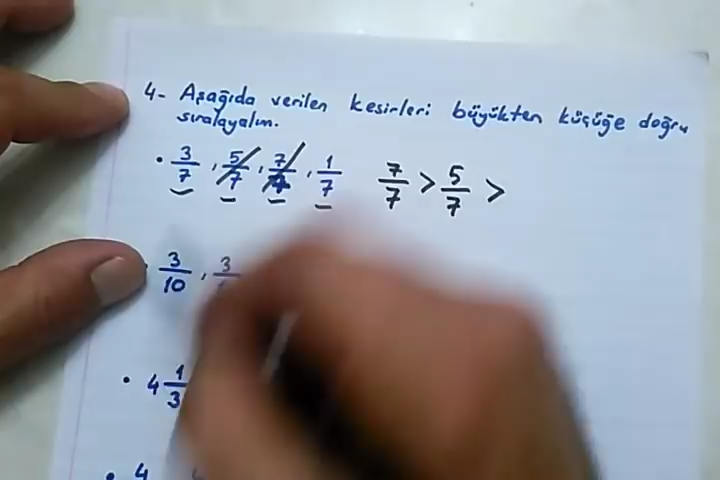 4- Aşağıda verilen kesirleri büyükten küçüğe doğru
sıralayalım.
• 3/7 , 5/7 , 7/7 , 1/7   7/7 > 5/7 >
3/10 , 3/
• 4 1/3
• 4